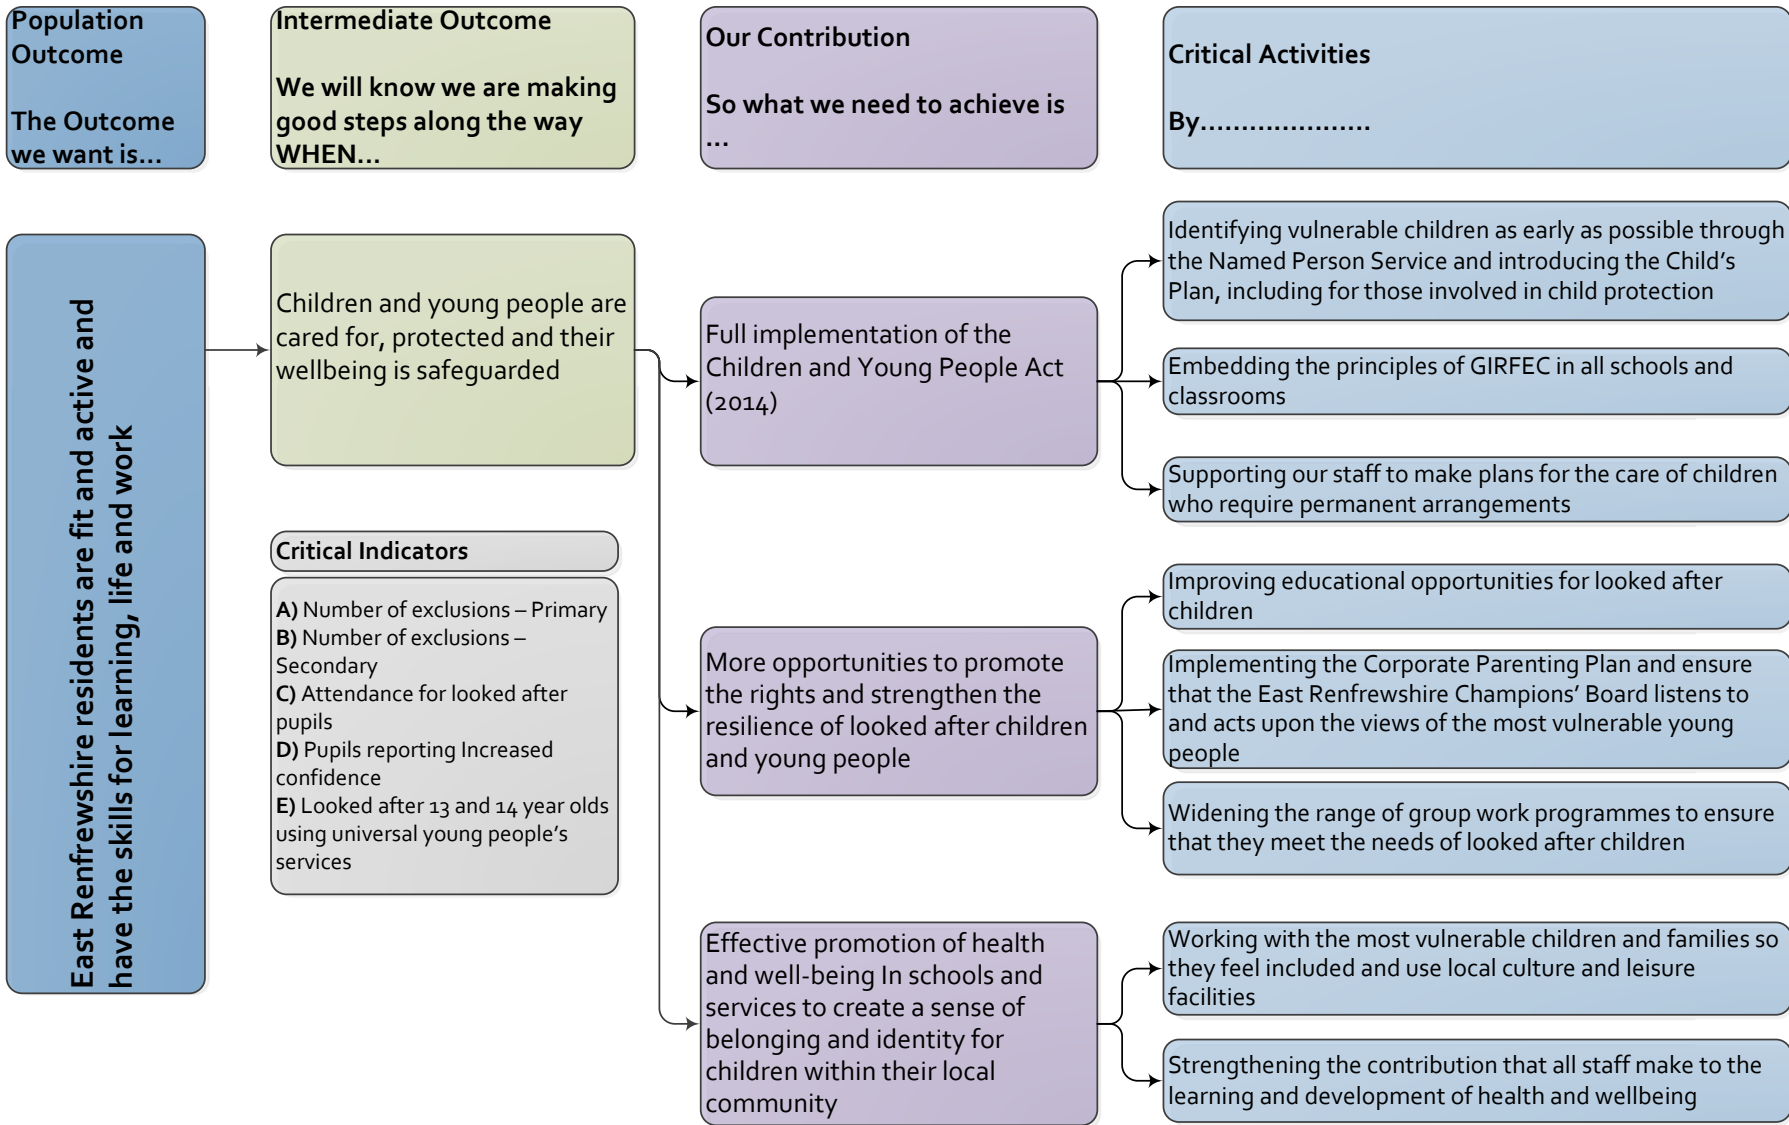 Population
Outcome
The Outcome
we want is...
Intermediate Outcome
We will know we are making
good steps along the way
WHEN...
Our Contribution
So what we need to achieve is
...
Critical Activities
By.....................
East Renfrewshire residents are fit and active and
have the skills for learning, life and work
Children and young people are
cared for, protected and their
wellbeing is safeguarded
Critical Indicators
A) Number of exclusions – Primary
B) Number of exclusions –
Secondary
C) Attendance for looked after
pupils
D) Pupils reporting Increased
confidence
E) Looked after 13 and 14 year olds
using universal young people's
services
Full implementation of the
Children and Young People Act
(2014)
Identifying vulnerable children as early as possible through
the Named Person Service and introducing the Child's
Plan, including for those involved in child protection
Embedding the principles of GIRFEC in all schools and
classrooms
Supporting our staff to make plans for the care of children
who require permanent arrangements
More opportunities to promote
the rights and strengthen the
resilience of looked after children
and young people
Improving educational opportunities for looked after
children
Implementing the Corporate Parenting Plan and ensure
that the East Renfrewshire Champions' Board listens to
and acts upon the views of the most vulnerable young
people
Widening the range of group work programmes to ensure
that they meet the needs of looked after children
Effective promotion of health
and well-being In schools and
services to create a sense of
belonging and identity for
children within their local
community
Working with the most vulnerable children and families so
they feel included and use local culture and leisure
facilities
Strengthening the contribution that all staff make to the
learning and development of health and wellbeing